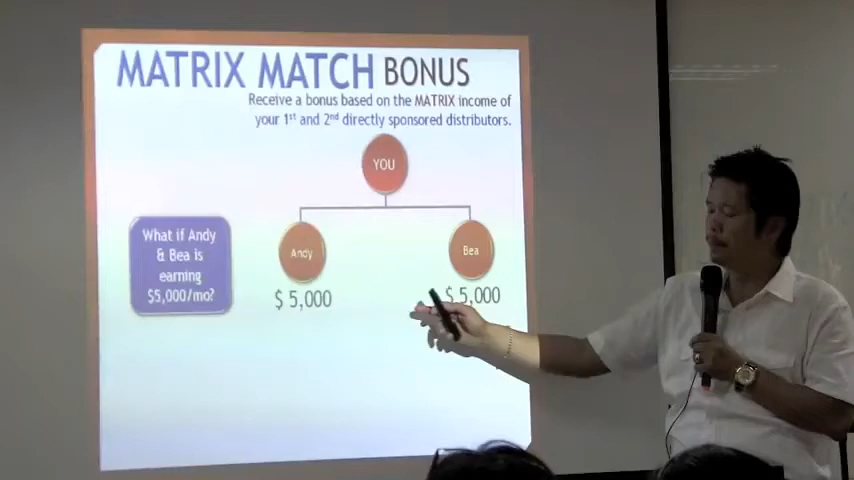 MATRIX MATCH BONUS
Receive a bonus based on the MATRIX income of
your 1st and 2nd directly sponsored distributors.
YOU
What if Andy
& Bea is
earning
$5,000/mo?
Andy
Bea
$ 5,000
$ 5,000